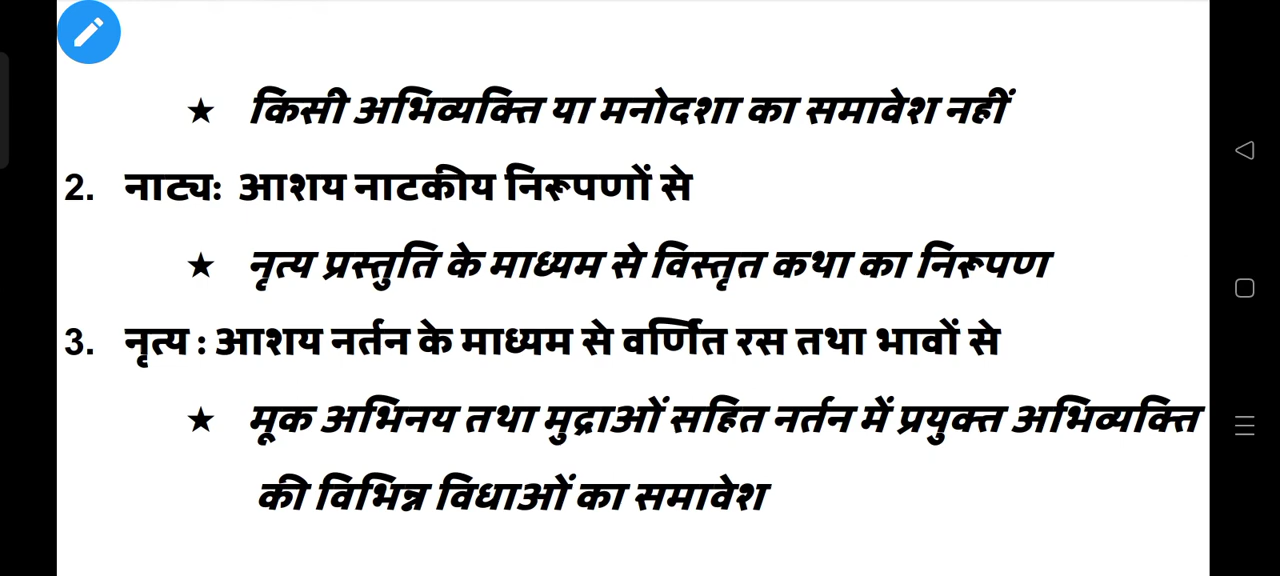 ★ किसी अभिव्यक्ति या मनोदशा का समावेश नहीं
2. नाट्यः आशय नाटकीय निरूपणों से
★ नृत्य प्रस्तुति के माध्यम से विस्तृत कथा का निरूपण
3. नृत्य : आशय नर्तन के माध्यम से वर्णित रस तथा भावों से
★ मूक अभिनय तथा मुद्राओं सहित नर्तन में प्रयुक्त अभिव्यक्ति
की विभिन्न विधाओं का समावेश